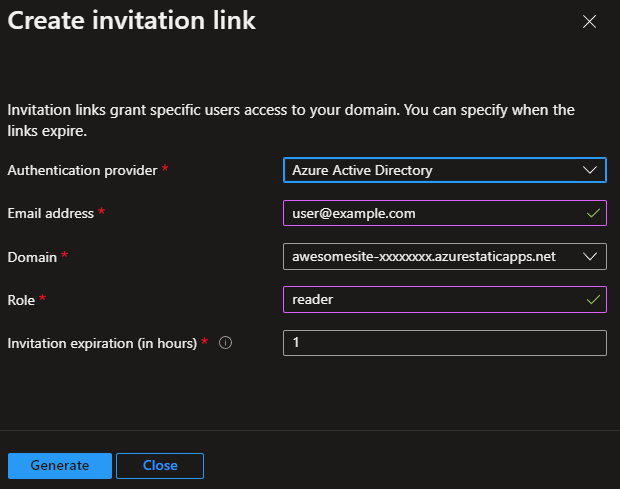 Create invitation link
Invitation links grant specific users access to your domain. You can specify when the
links expire.
Authentication provider * Azure Active Directory
Email address * user@example.com
Domain * awesomesite-xxxxxxxx.azurestaticapps.net
Role * reader
Invitation expiration (in hours) * 1
Generate Close